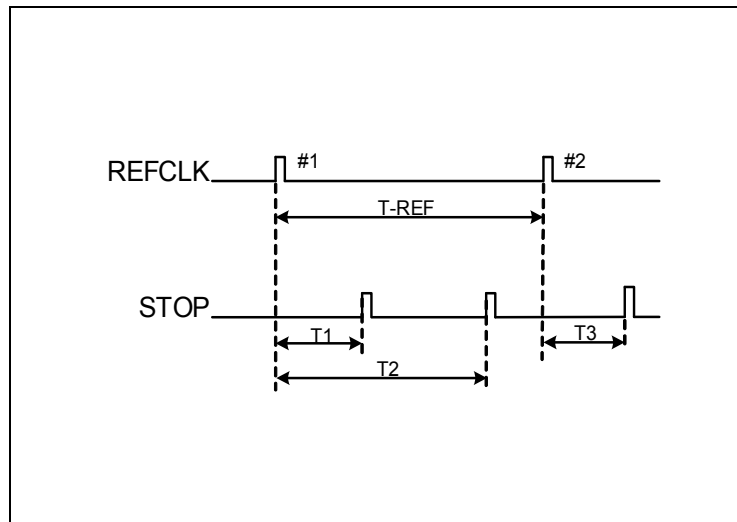 REFCLK #1 #2
T-REF
STOP
T1 T3
T2